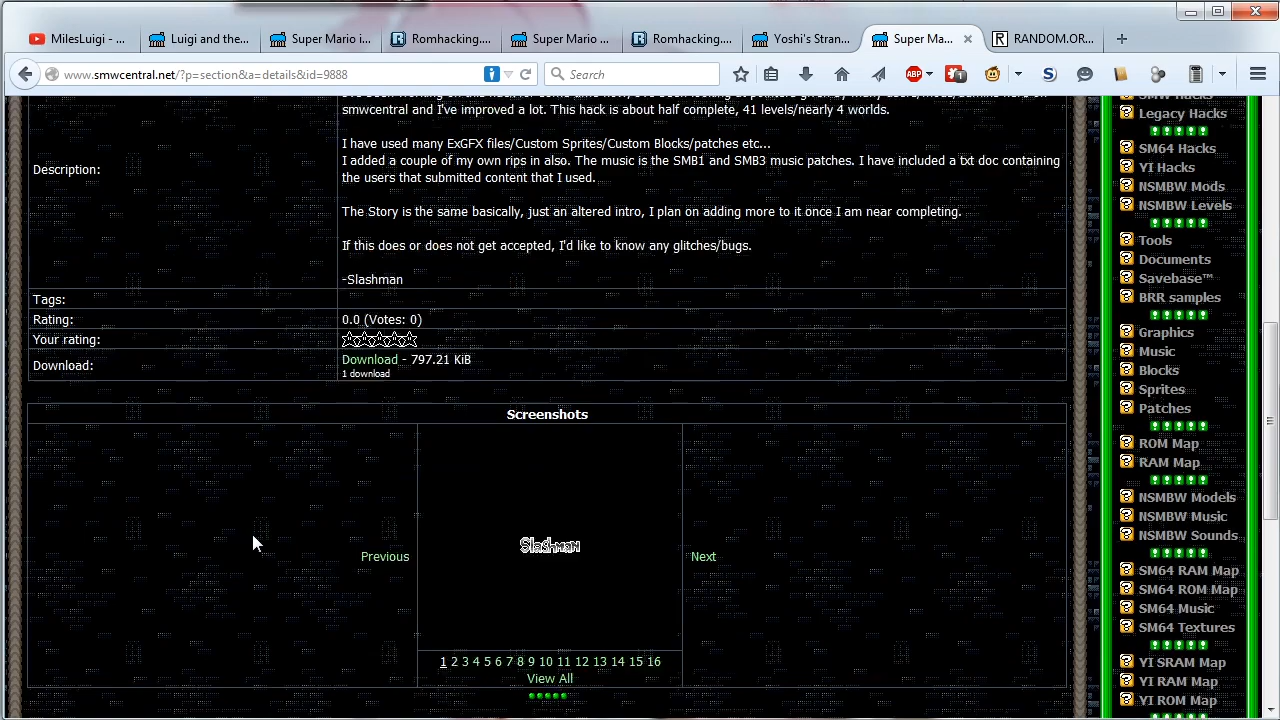 MilesLuigi - ...
Luigi and the...
Super Mario i...
Romhacking....
Super Mario ...
Romhacking....
Yoshi's Stran...
Super Ma...
RANDOM.OR...
www.smwcentral.net/?p=section&a=details&id=9888
Search
ABP
1
smwcentral and I've improved a lot. This hack is about half complete, 41 levels/nearly 4 worlds.
I have used many ExGFX files/Custom Sprites/Custom Blocks/patches etc...
I added a couple of my own rips in also. The music is the SMB1 and SMB3 music patches. I have included a txt doc containing
Description:
the users that submitted content that I used.
The Story is the same basically, just an altered intro, I plan on adding more to it once I am near completing.
If this does or does not get accepted, I'd like to know any glitches/bugs.
-Slashman
Tags:
Rating: 0.0 (Votes: 0)
Your rating:
Download: Download - 797.21 KiB
1 download
Screenshots
Previous
Next
1 2 3 4 5 6 7 8 9 10 11 12 13 14 15 16
View All
Legacy Hacks
SM64 Hacks
YI Hacks
NSMBW Mods
NSMBW Levels
Tools
Documents
Savebase™
BRR samples
Graphics
Music
Blocks
Sprites
Patches
ROM Map
RAM Map
NSMBW Models
NSMBW Music
NSMBW Sounds
SM64 RAM Map
SM64 ROM Map
SM64 Music
SM64 Textures
YI SRAM Map
YI RAM Map
YI ROM Map